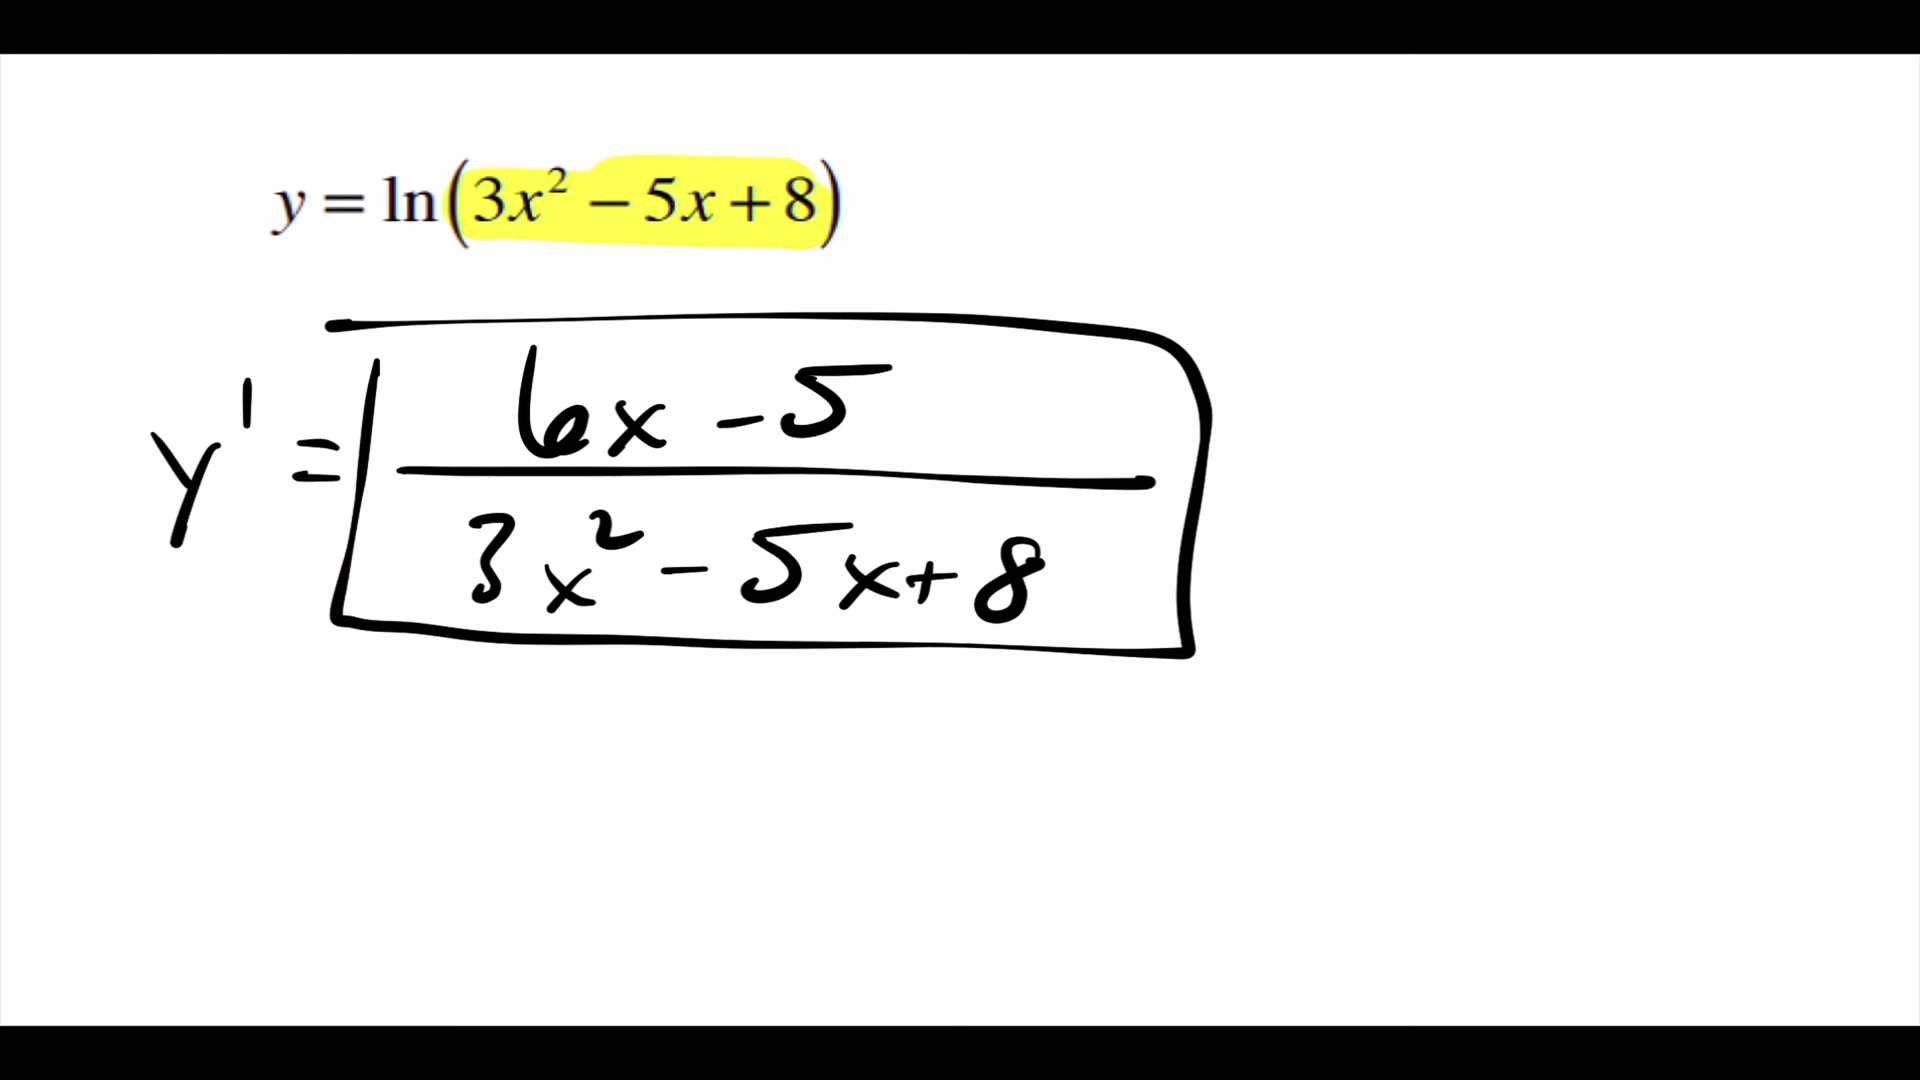 y = ln(3x² − 5x + 8)
y' = 6x - 5
3x² - 5x + 8